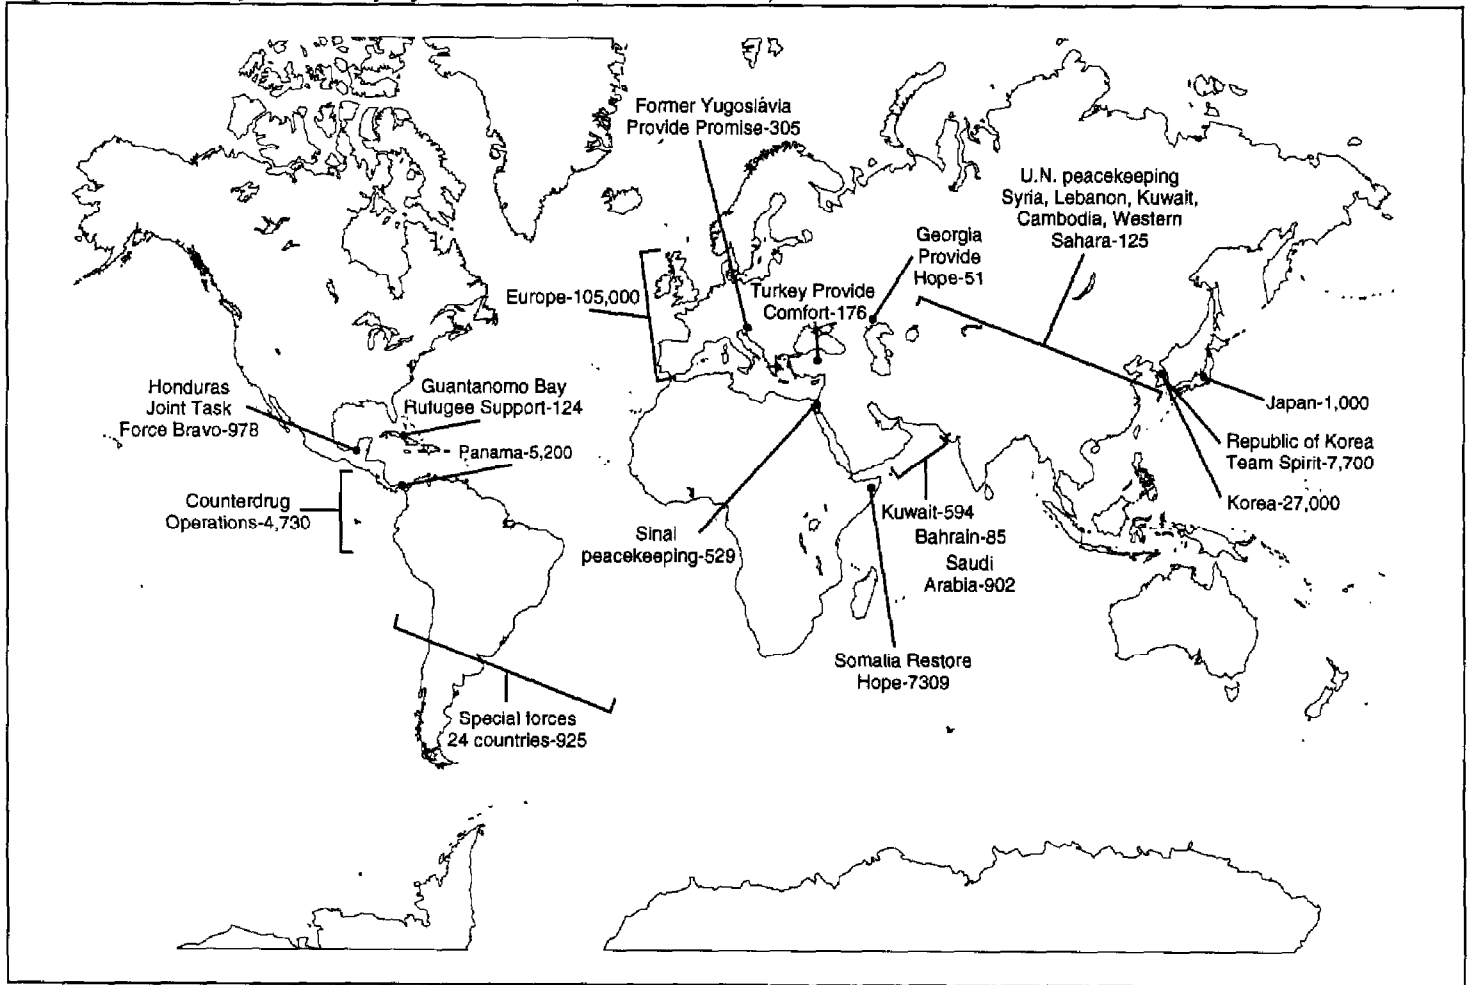 Former Yugoslávia
Provide Promise-305
U.N. peacekeeping
Syria, Lebanon, Kuwait,
Cambodia, Western
Sahara-125
Georgia
Provide
Hope-51
Europe-105,000
Turkey Provide
Comfort-176
Honduras
Joint Task
Force Bravo-978
Guantanomo Bay
Rufugee Support-124
Panama-5,200
Counterdrug
Operations-4,730
Japan-1,000
Republic of Korea
Team Spirit-7,700
Korea-27,000
Sinai
peacekeeping-529
Kuwait-594
Bahrain-85
Saudi
Arabia-902
Somalia Restore
Hope-7309
Special forces
24 countries-925